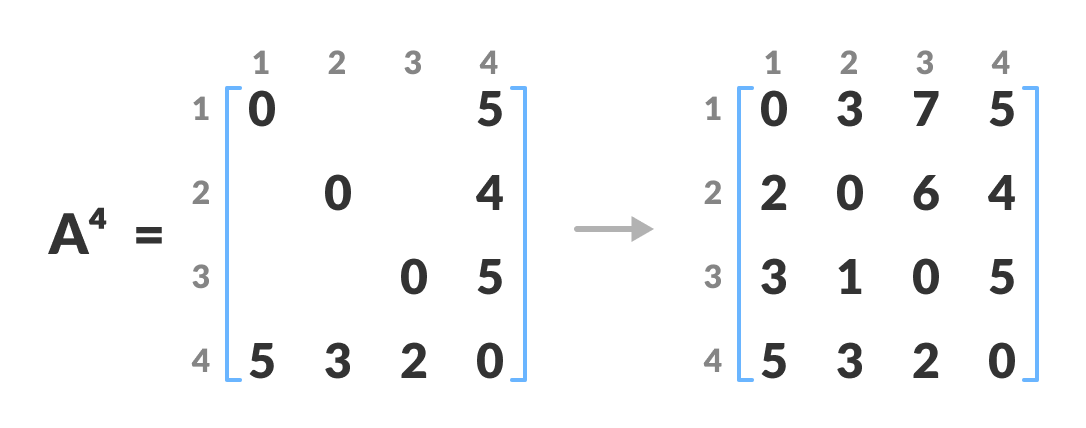 1 2 3 4 1 2 3 4
1 0 5 1 0 3 7 5
2 0 4 2 2 0 6 4
A⁴ =
3 0 5 3 3 1 0 5
4 5 3 2 0 4 5 3 2 0